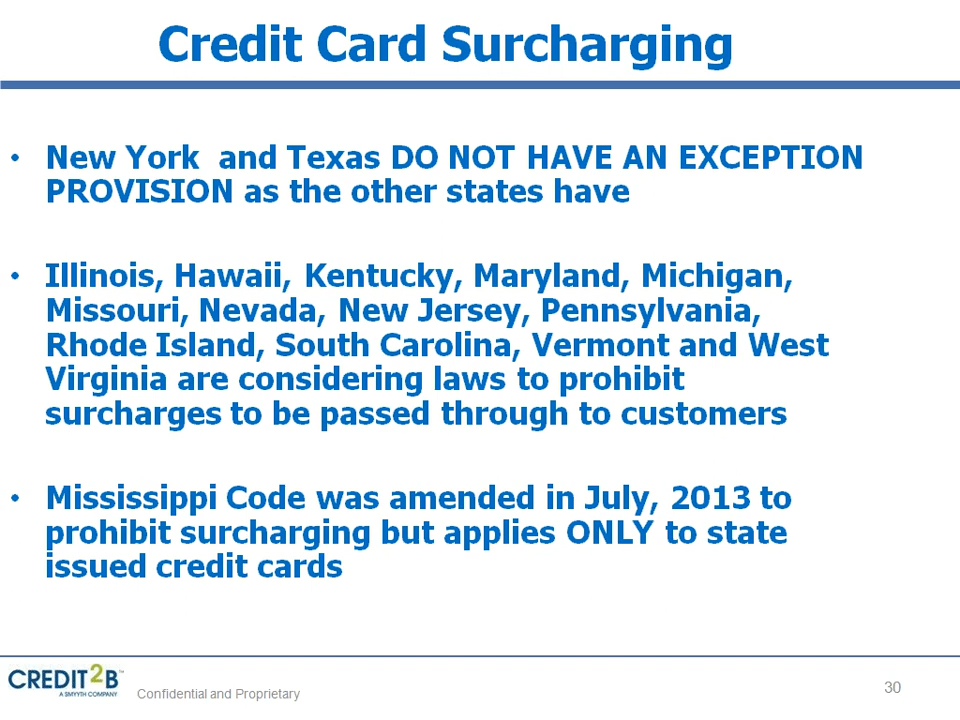 Credit Card Surcharging
• New York  and Texas DO NOT HAVE AN EXCEPTION
PROVISION as the other states have
• Illinois, Hawaii, Kentucky, Maryland, Michigan,
Missouri, Nevada, New Jersey, Pennsylvania,
Rhode Island, South Carolina, Vermont and West
Virginia are considering laws to prohibit
surcharges to be passed through to customers
• Mississippi Code was amended in July, 2013 to
prohibit surcharging but applies ONLY to state
issued credit cards
CREDIT2B™
A SMYYTH COMPANY
Confidential and Proprietary
30